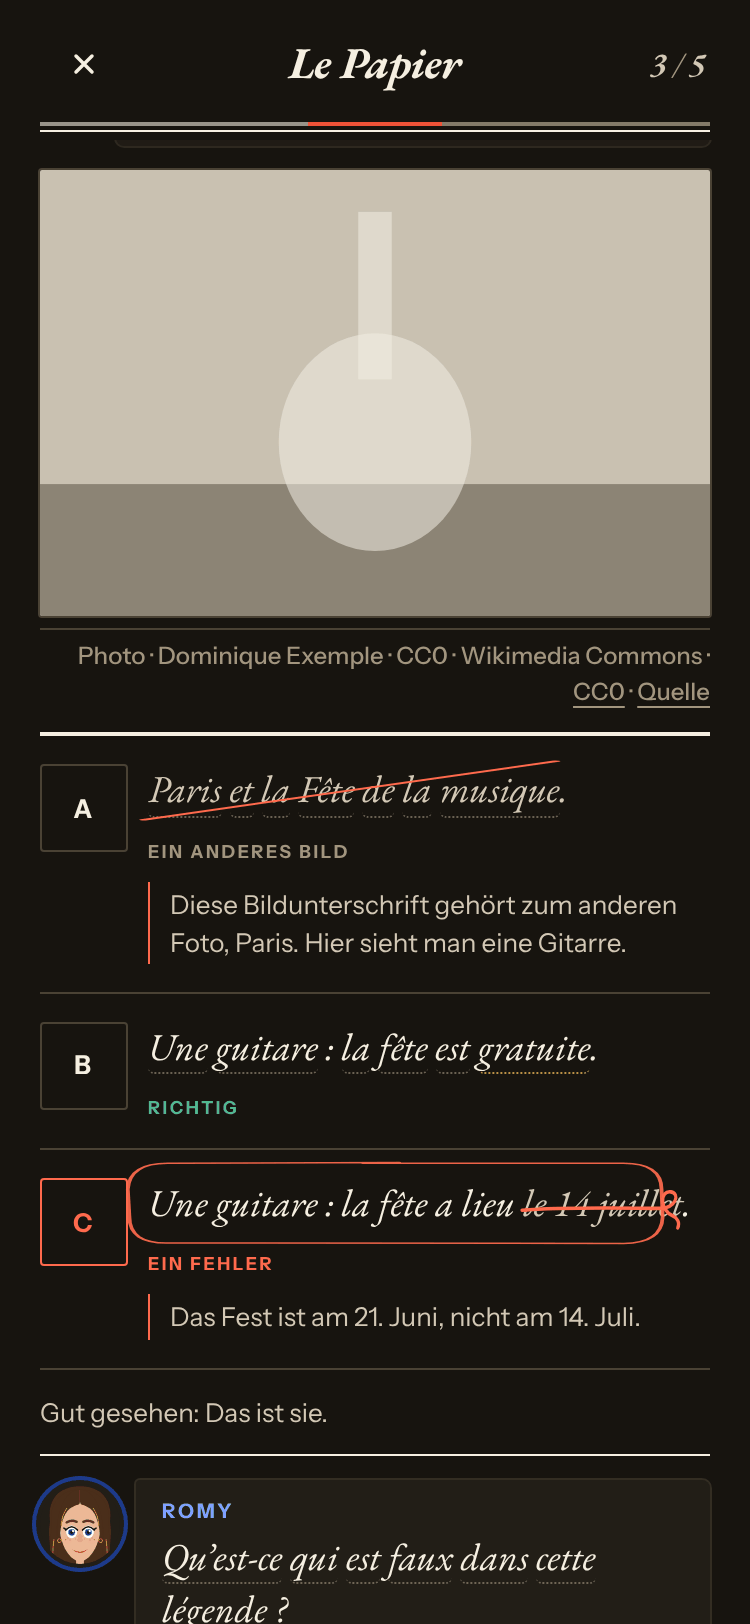 Le Papier
3 / 5
Photo · Dominique Exemple · CC0 · Wikimedia Commons ·
CC0 · Quelle
A
Paris et la Fête de la musique.
EIN ANDERES BILD
Diese Bildunterschrift gehört zum anderen
Foto, Paris. Hier sieht man eine Gitarre.
B
Une guitare : la fête est gratuite.
RICHTIG
C
Une guitare : la fête a lieu le 14 juillet.
EIN FEHLER
Das Fest ist am 21. Juni, nicht am 14. Juli.
Gut gesehen: Das ist sie.
ROMY
Qu’est-ce qui est faux dans cette
légende ?